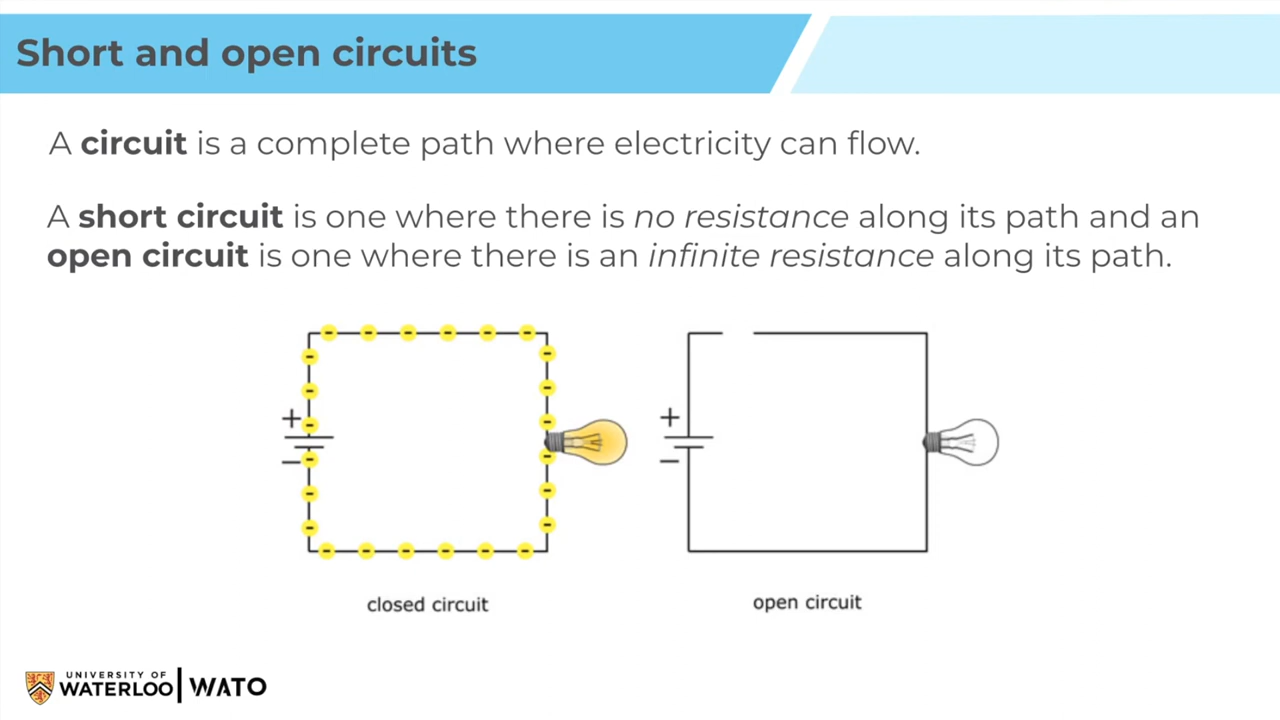 Short and open circuits
A circuit is a complete path where electricity can flow.
A short circuit is one where there is no resistance along its path and an
open circuit is one where there is an infinite resistance along its path.
+
−
closed circuit
+
−
open circuit
UNIVERSITY OF
WATERLOO | WATO